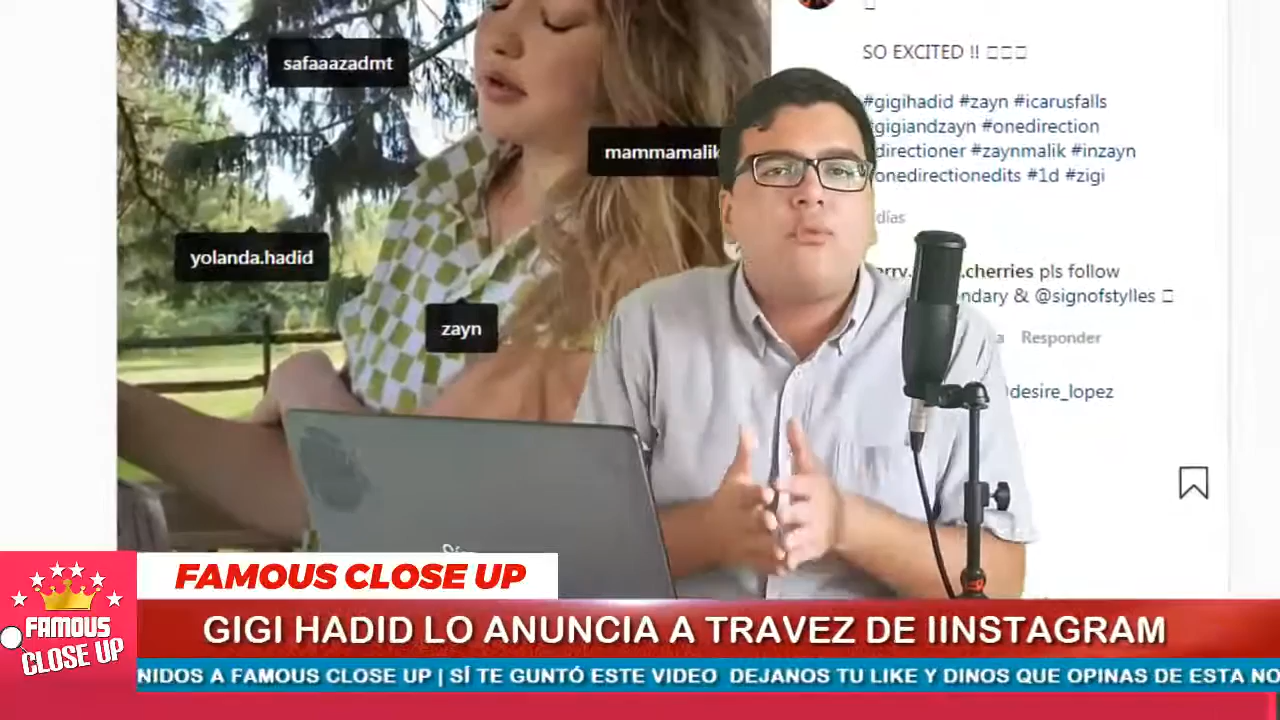 safaaazadmt
mammamalik
yolanda.hadid
zayn
SO EXCITED !!
#gigihadid #zayn #icarusfalls
#gigiandzayn #onedirection
directioner #zaynmalik #inzayn
onedirectionedits #1d #zigi
días
.cherries pls follow
ndary & @signofstylles
a Responder
desire_lopez
FAMOUS CLOSE UP
FAMOUS
CLOSE UP
GIGI HADID LO ANUNCIA A TRAVEZ DE IINSTAGRAM
NIDOS A FAMOUS CLOSE UP | SÍ TE GUNTÓ ESTE VIDEO DEJANOS TU LIKE Y DINOS QUE OPINAS DE ESTA NO